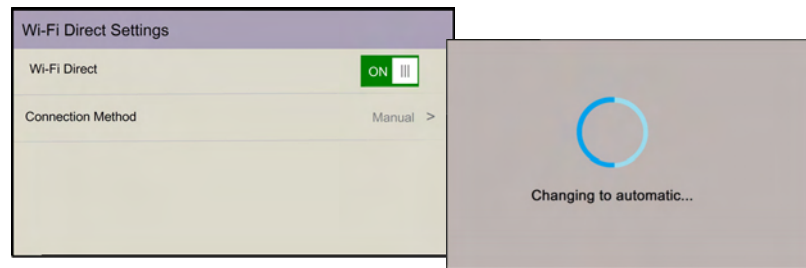 Wi-Fi Direct Settings
Wi-Fi Direct
ON
Connection Method
Manual >
Changing to automatic...